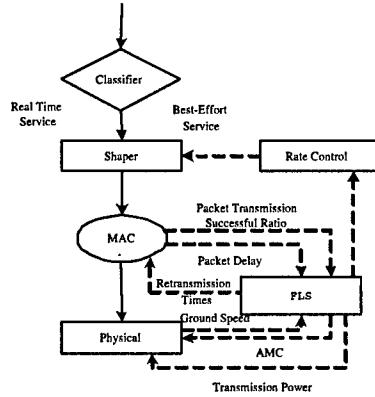 Classifier
Real Time
Service
Best-Effort
Service
Shaper
Rate Control
Packet Transmission
Successful Ratio
MAC
Packet Delay
Retransmission
Times
PLS
Ground Speed
Physical
AMC
Transmission Power